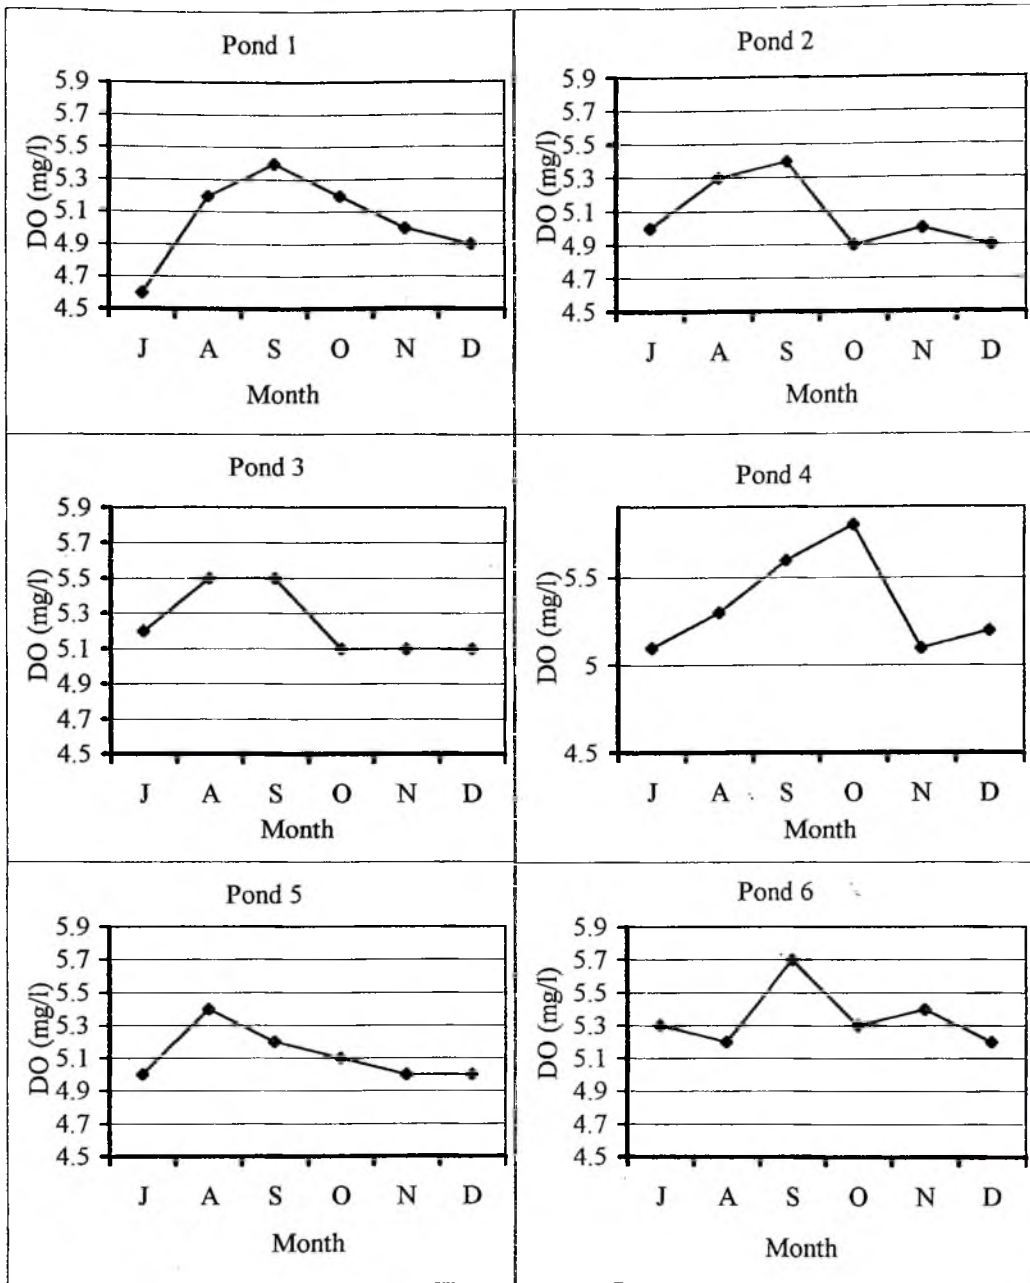 Pond 1
5.9
5.7
5.5
5.3
5.1
4.9
4.7
4.5
DO (mg/l)
J A S O N D
Month
Pond 2
5.9
5.7
5.5
5.3
5.1
4.9
4.7
4.5
DO (mg/l)
J A S O N D
Month
Pond 3
5.9
5.7
5.5
5.3
5.1
4.9
4.7
4.5
DO (mg/l)
J A S O N D
Month
Pond 4
5.5
5
4.5
DO (mg/l)
J A S O N D
Month
Pond 5
5.9
5.7
5.5
5.3
5.1
4.9
4.7
4.5
DO (mg/l)
J A S O N D
Month
Pond 6
5.9
5.7
5.5
5.3
5.1
4.9
4.7
4.5
DO (mg/l)
J A S O N D
Month